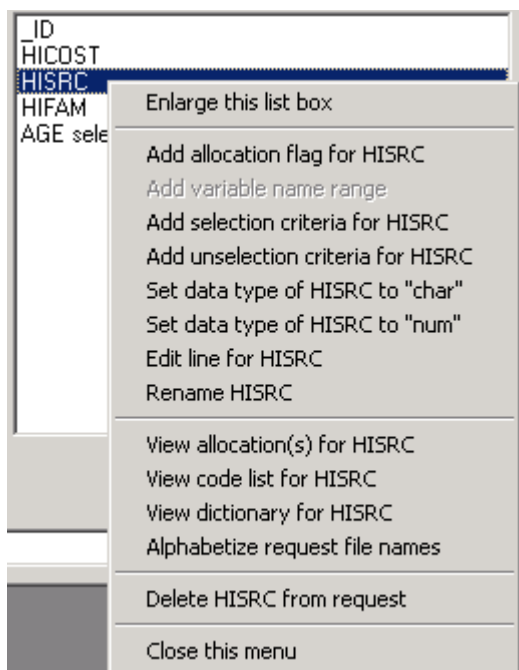 _ID
HICOST
HISRC
HIFAM
AGE sele
Enlarge this list box
Add allocation flag for HISRC
Add variable name range
Add selection criteria for HISRC
Add unselection criteria for HISRC
Set data type of HISRC to "char"
Set data type of HISRC to "num"
Edit line for HISRC
Rename HISRC
View allocation(s) for HISRC
View code list for HISRC
View dictionary for HISRC
Alphabetize request file names
Delete HISRC from request
Close this menu